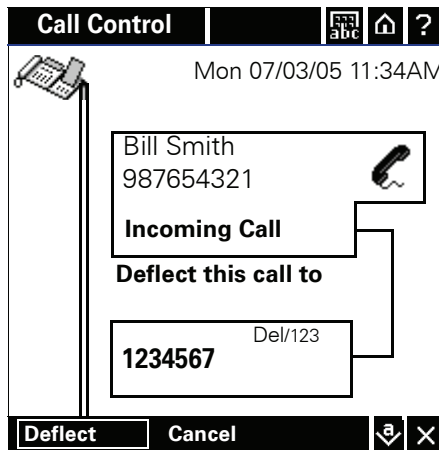 Call Control abc ?
Mon 07/03/05 11:34AM
Bill Smith
987654321
Incoming Call
Deflect this call to
Del/123
1234567
Deflect Cancel a X